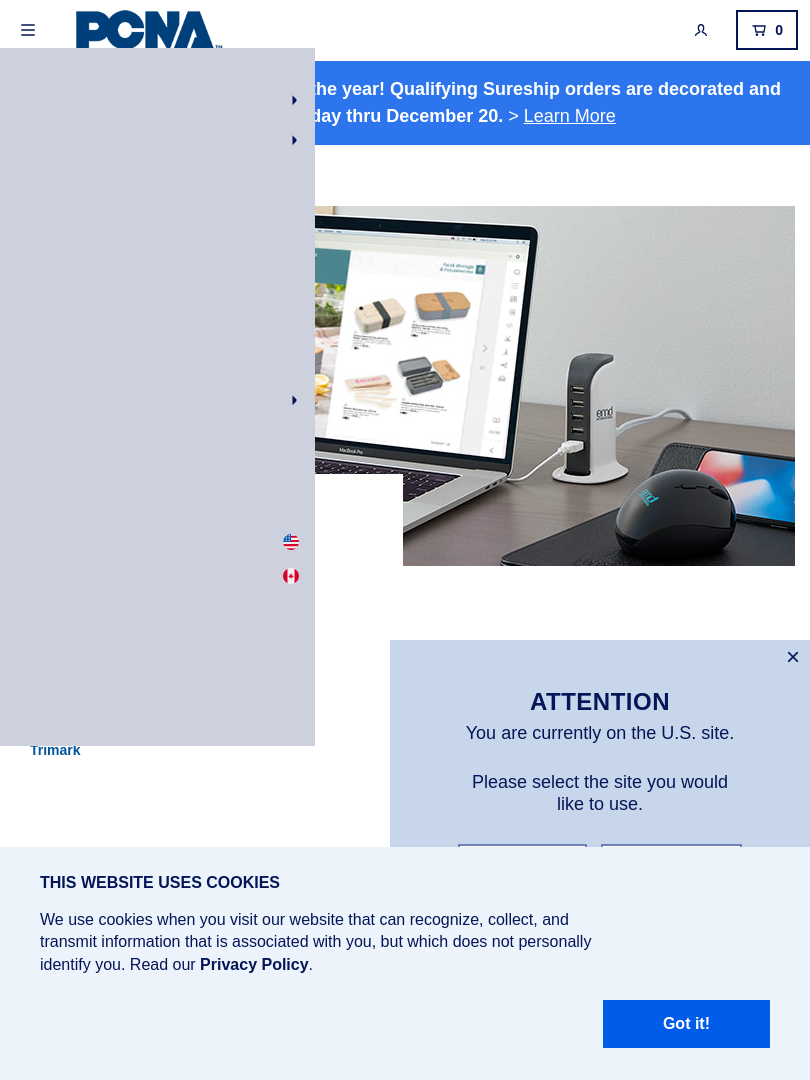 PCNA™
0
the year! Qualifying Sureship orders are decorated and
day thru December 20. > Learn More
MacBook Pro
emd
Trimark
×
ATTENTION
You are currently on the U.S. site.
Please select the site you would
like to use.
THIS WEBSITE USES COOKIES
We use cookies when you visit our website that can recognize, collect, and
transmit information that is associated with you, but which does not personally
identify you. Read our Privacy Policy.
Got it!